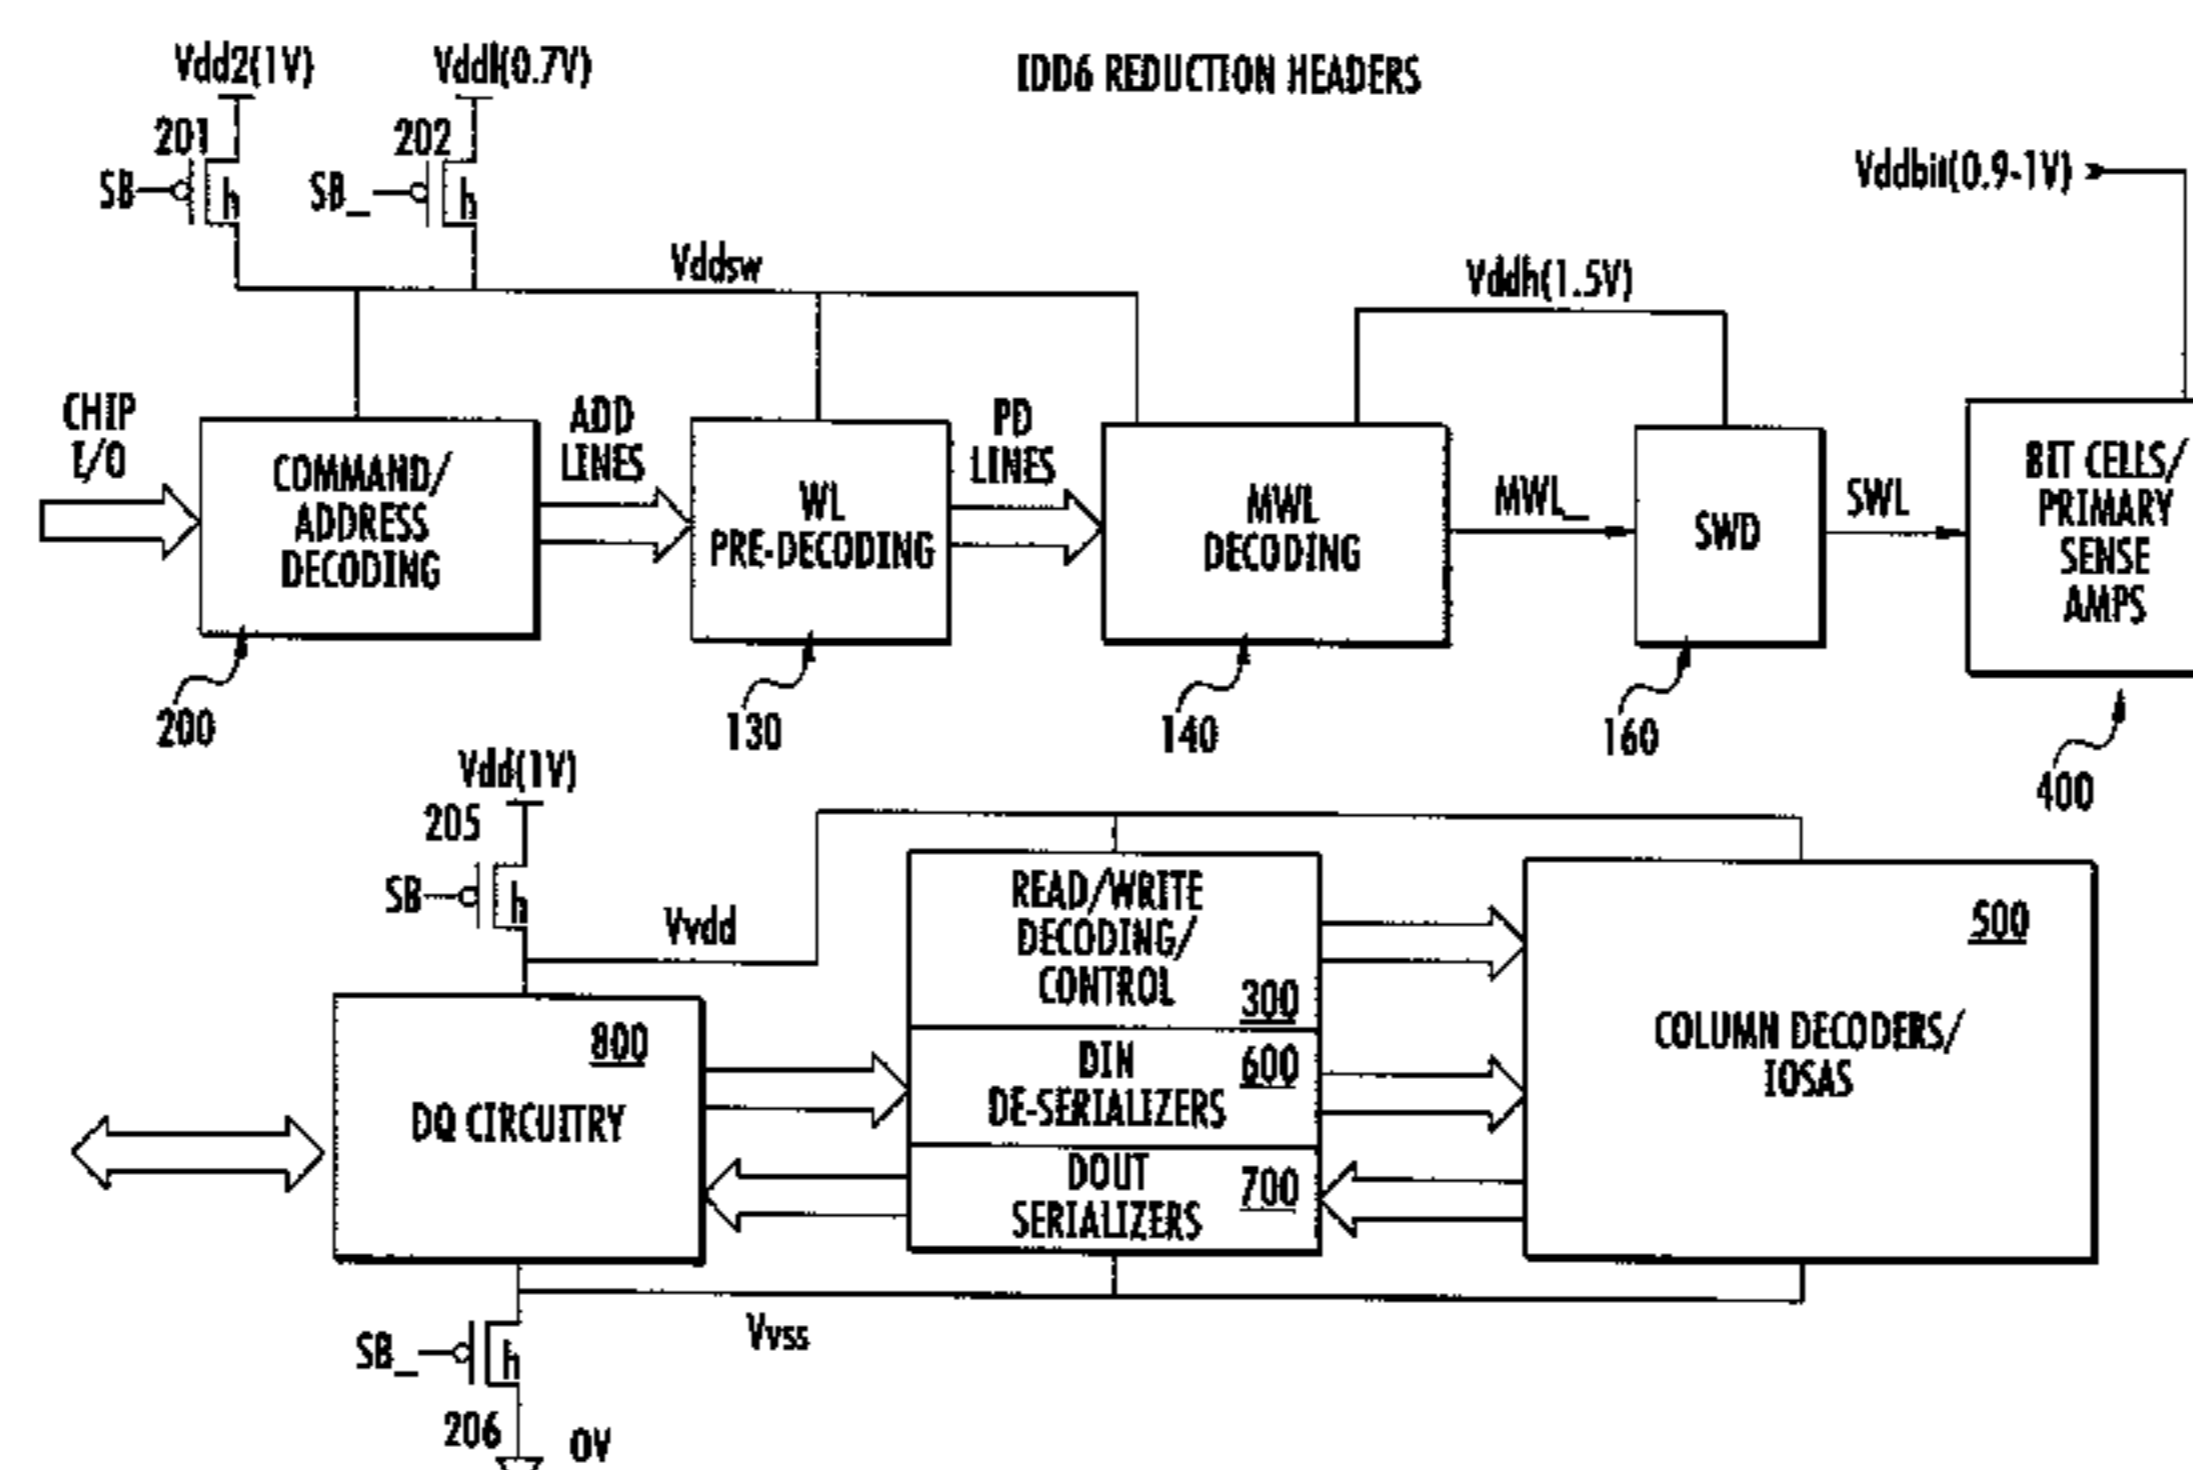 IDD6 REDUCTION HEADERS
Vdd2(1V)
Vddl(0.7V)
201
202
SB
h
SB_
h
Vddbit(0.9-1V)
Vddsw
Vddh(1.5V)
CHIP
I/O
COMMAND/
ADDRESS
DECODING
200
ADD
LINES
WL
PRE-DECODING
130
PD
LINES
MWL
DECODING
140
MWL_
SWD
160
SWL
BIT CELLS/
PRIMARY
SENSE
AMPS
400
Vdd(1V)
205
SB
h
Vvdd
800
DQ CIRCUITRY
READ/WRITE
DECODING/
CONTROL
300
DIN
DE-SERIALIZERS
600
DOUT
SERIALIZERS
700
500
COLUMN DECODERS/
IOSAS
Vvss
SB_
h
206
0V